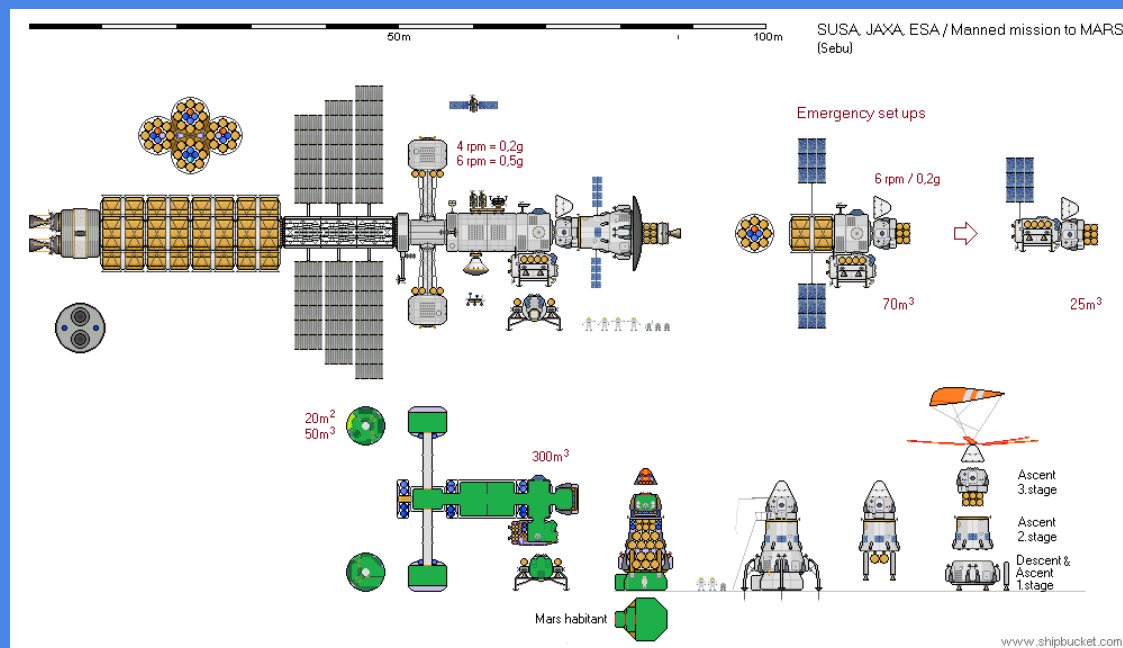 50m
100m
SUSA, JAXA, ESA / Manned mission to MARS
(Sebu)
Emergency set ups
4 rpm = 0,2g
6 rpm = 0,5g
6 rpm / 0,2g
70m³
25m³
20m²
50m³
300m³
Ascent
3.stage
Ascent
2.stage
Descent &
Ascent
1.stage
Mars habitant
www.shipbucket.com